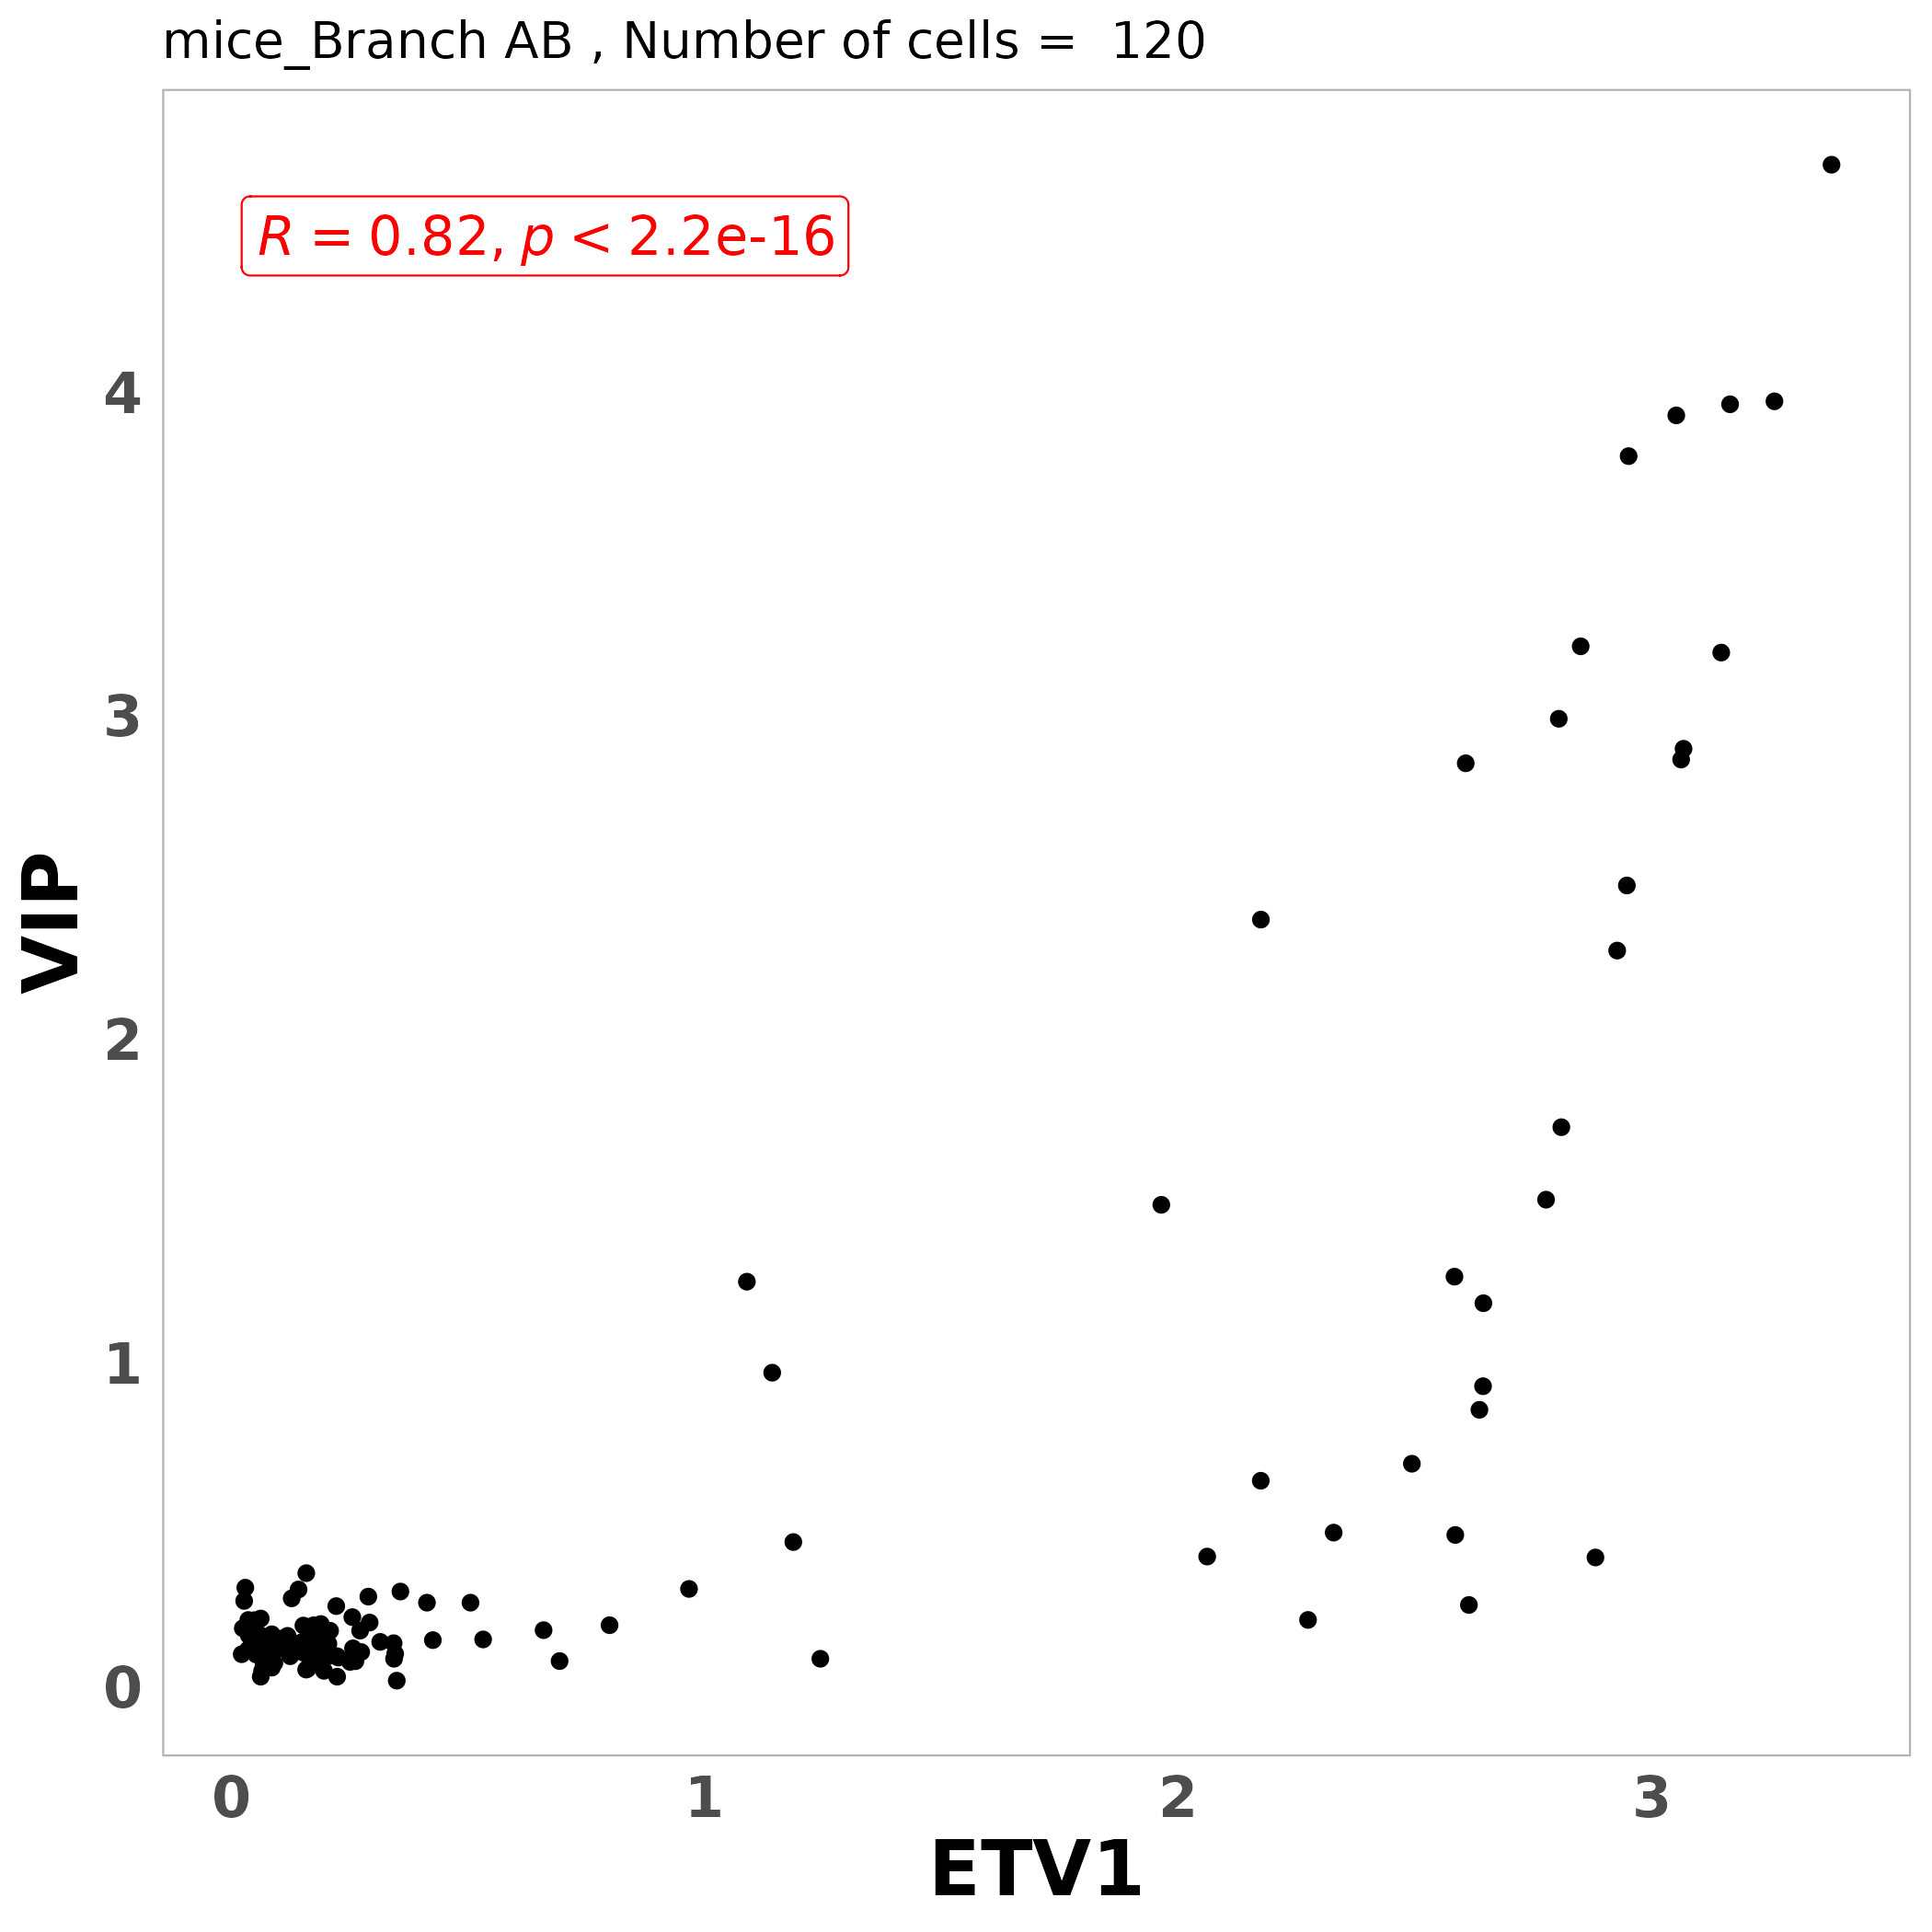 mice_Branch AB , Number of cells =  120
R = 0.82, p < 2.2e-16
4
3
2
1
0
VIP
0 1 2 3
ETV1